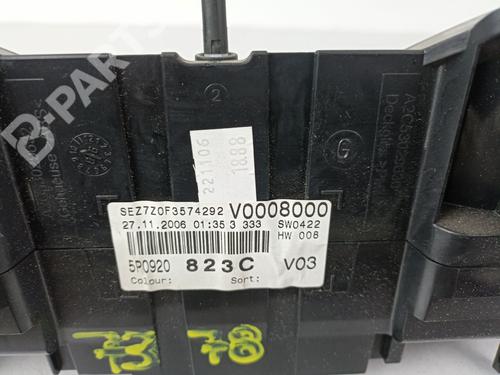 B-PARTS
2
G
221106
1888
SEZ7Z0F3574292 V0008000
27.11.2006 01:35 3 333 SW0422
HW 008
5P0920 823C V03
Colour: Sort: